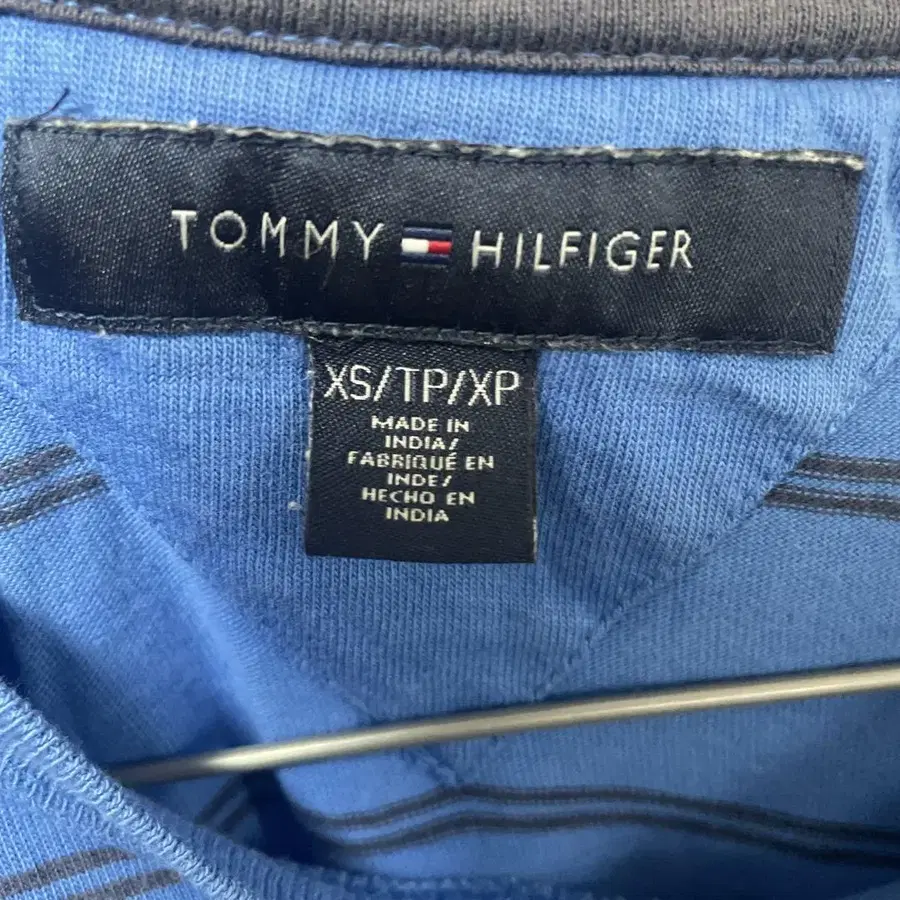 TOMMY HILFIGER
XS/TP/XP
MADE IN
INDIA/
FABRIQUÉ EN
INDE/
HECHO EN
INDIA